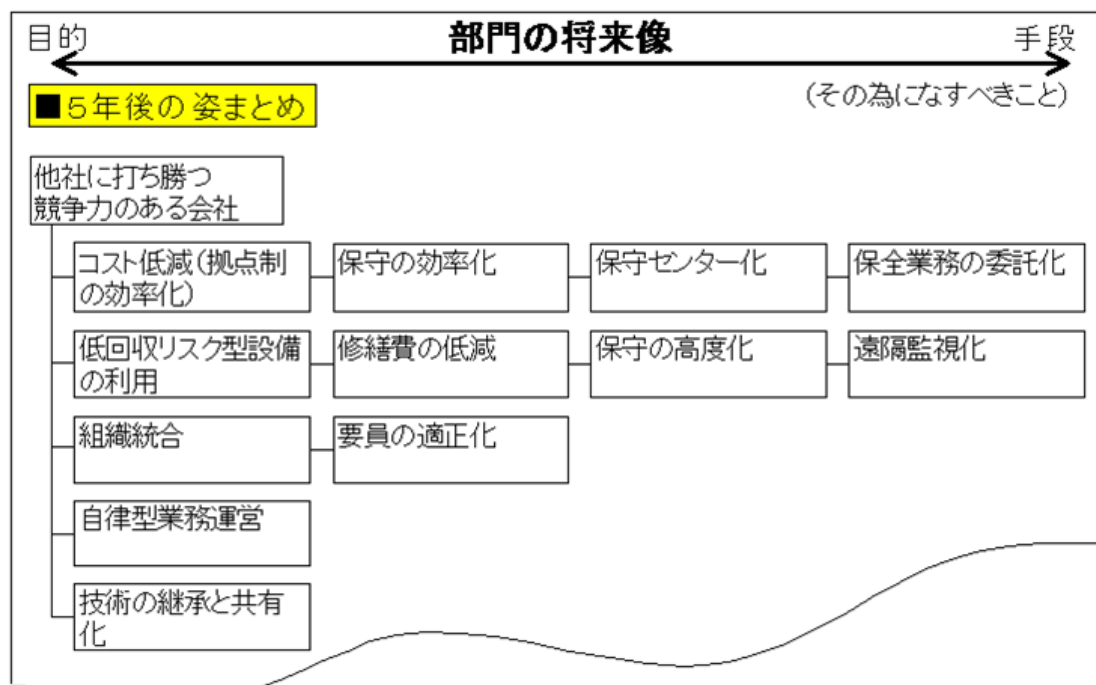 目的
部門の将来像
手段
(その為になすべきこと)
■5年後の姿まとめ
他社に打ち勝つ
競争力のある会社
コスト低減(拠点制
の効率化)
保守の効率化
保守センター化
保全業務の委託化
低回収リスク型設備
の利用
修繕費の低減
保守の高度化
遠隔監視化
組織統合
要員の適正化
自律型業務運営
技術の継承と共有
化